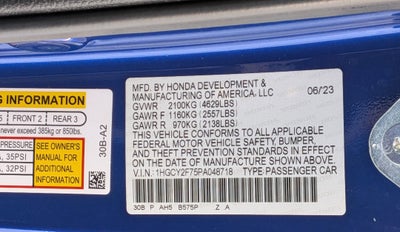 G INFORMATION
FRONT 2 REAR 3
never exceed 385kg or 850lbs.
SEE OWNER'S
MANUAL FOR
ADDITIONAL
INFORMATION
35PSI
32PSI
30B-A2
MFD. BY HONDA DEVELOPMENT &
MANUFACTURING OF AMERICA, LLC 06/23
GVWR 2100KG (4629LBS)
GAWR F 1160KG (2557LBS)
GAWR R 970KG (2138LBS)
THIS VEHICLE CONFORMS TO ALL APPLICABLE
FEDERAL MOTOR VEHICLE SAFETY, BUMPER,
AND THEFT PREVENTION STANDARDS IN EFFECT
ON THE DATE OF MANUFACTURE SHOWN ABOVE.
V.I.N.: 1HGCY2F75PA048718 TYPE: PASSENGER CAR
30B P AH5 B575P Z A